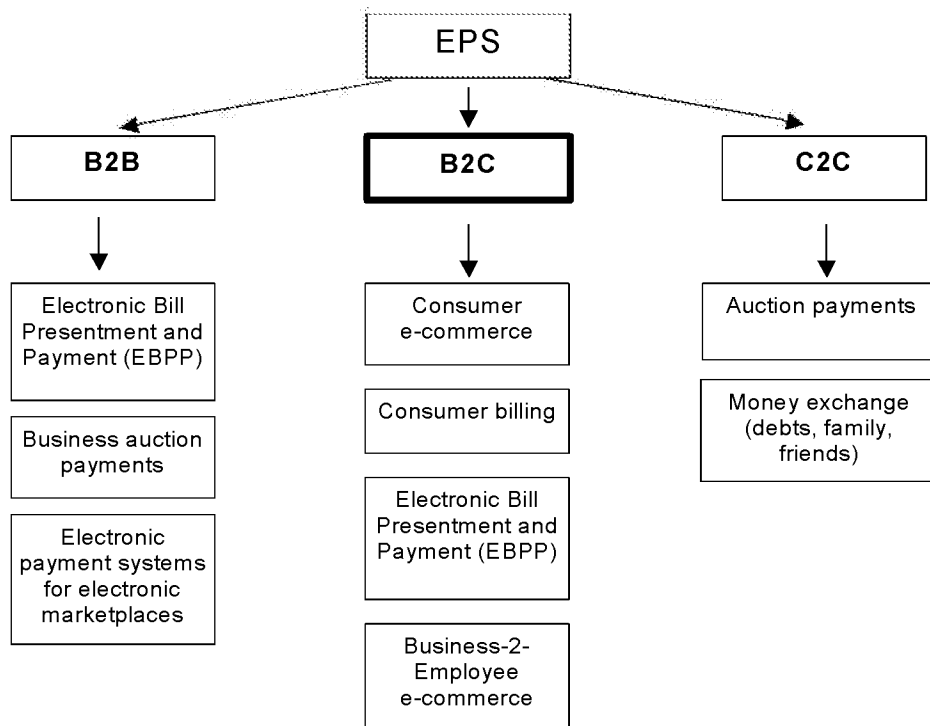 EPS
B2B
B2C
C2C
Electronic Bill
Presentment and
Payment (EBPP)
Business auction
payments
Electronic
payment systems
for electronic
marketplaces
Consumer
e-commerce
Consumer billing
Electronic Bill
Presentment and
Payment (EBPP)
Business-2-
Employee
e-commerce
Auction payments
Money exchange
(debts, family,
friends)